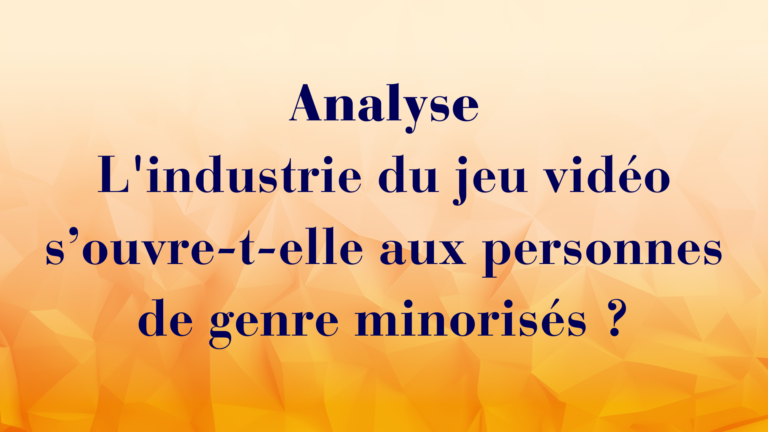 Analyse
L'industrie du jeu vidéo
s’ouvre-t-elle aux personnes
de genre minorisés ?